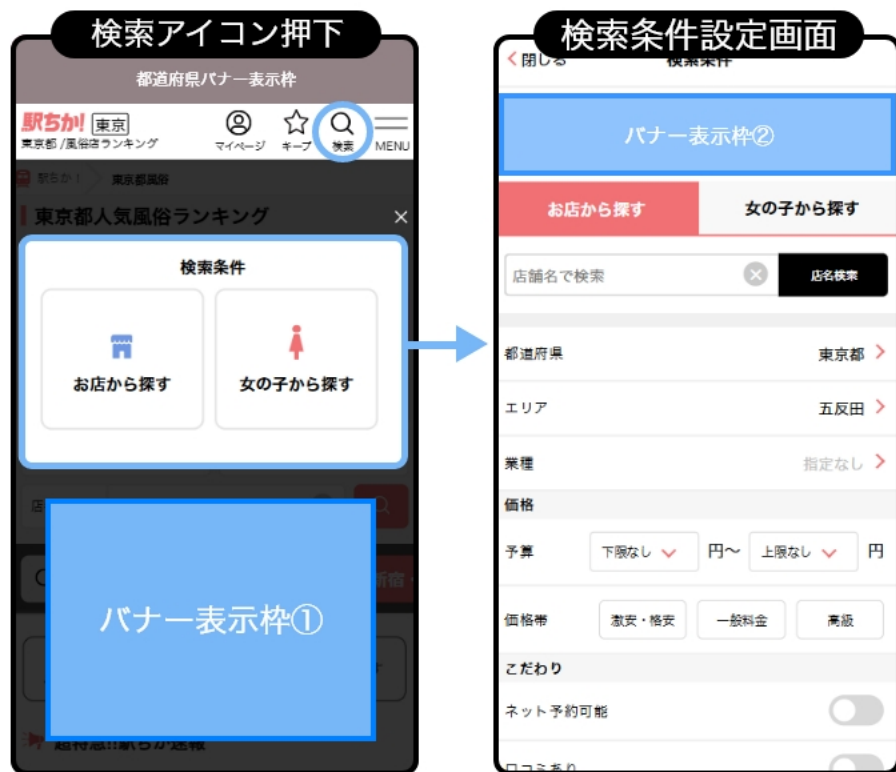 検索アイコン押下
都道府県バナー表示枠
駅ちか! 東京
東京都 /風俗店ランキング
マイページ
キープ
検索
MENU
駅ちか!
東京都風俗
東京都人気風俗ランキング
×
検索条件
お店から探す
女の子から探す
店
新宿・
バナー表示枠①
超特急!!駅ちか速報
検索条件設定画面
閉じる
検索条件
バナー表示枠②
お店から探す
女の子から探す
店舗名で検索
店名検索
都道府県
東京都
エリア
五反田
業種
指定なし
価格
予算
下限なし
円〜
上限なし
円
価格帯
激安・格安
一般料金
高級
こだわり
ネット予約可能
口コミあり